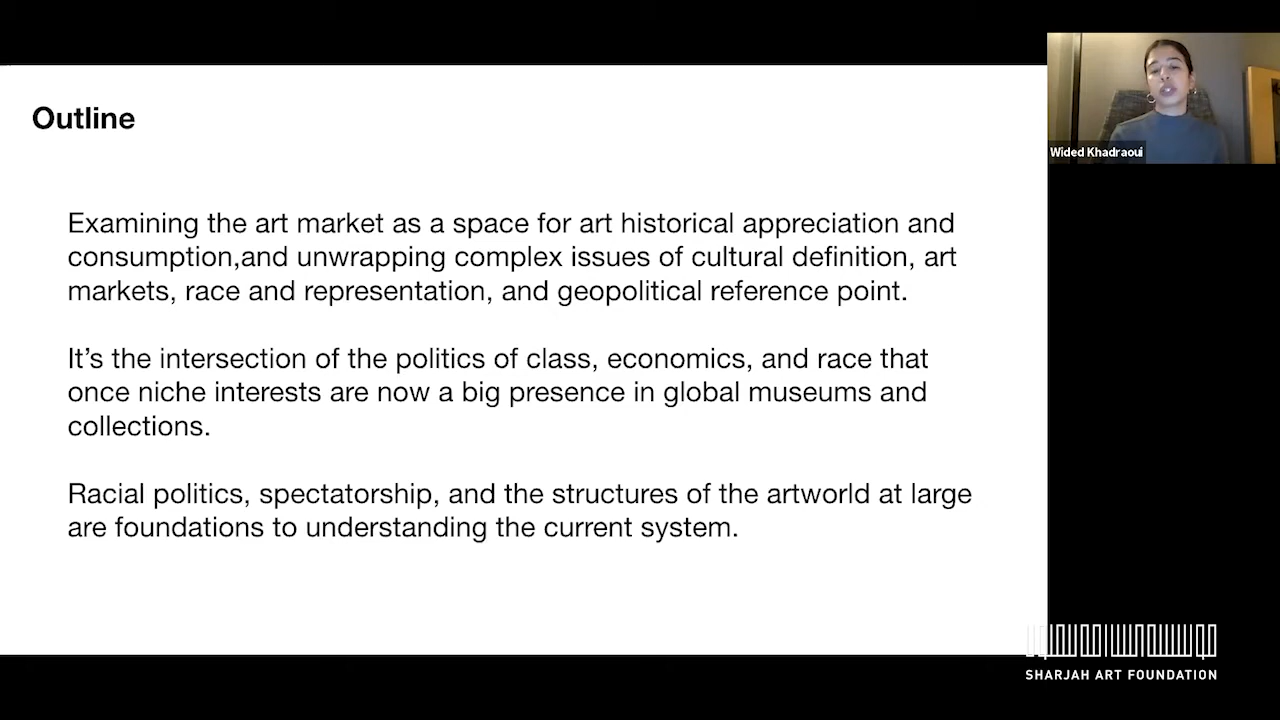 Outline
Examining the art market as a space for art historical appreciation and
consumption,and unwrapping complex issues of cultural definition, art
markets, race and representation, and geopolitical reference point.
It’s the intersection of the politics of class, economics, and race that
once niche interests are now a big presence in global museums and
collections.
Racial politics, spectatorship, and the structures of the artworld at large
are foundations to understanding the current system.
Wided Khadraoui
SHARJAH ART FOUNDATION